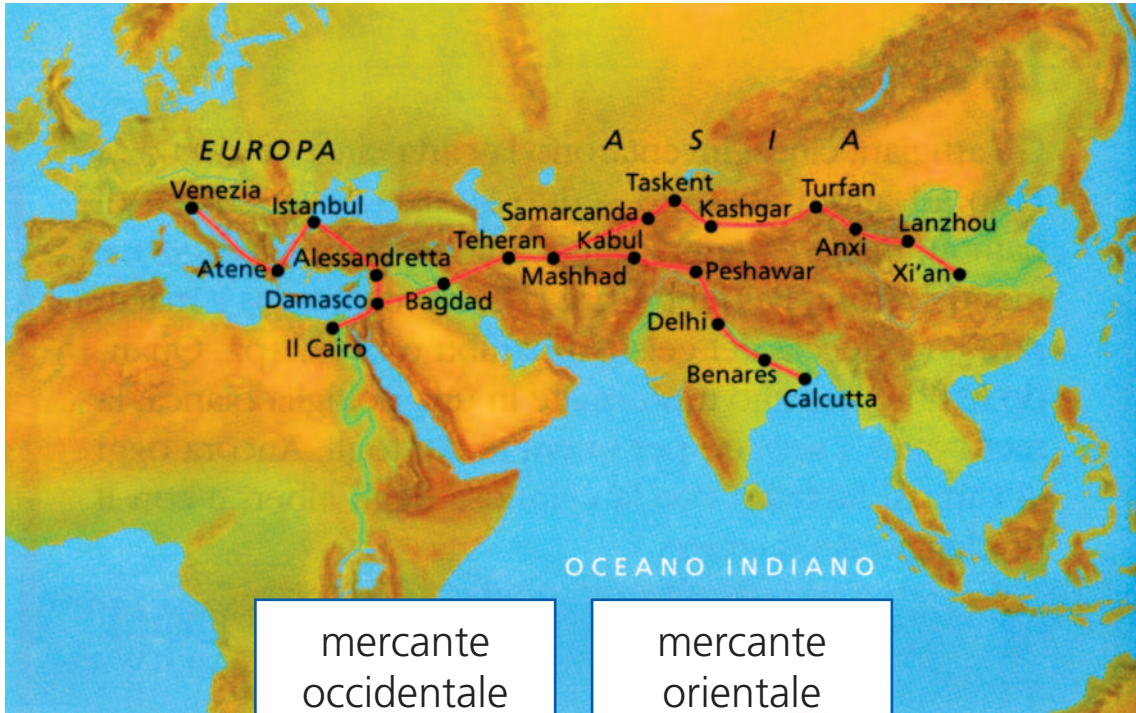 EUROPA
ASIA
Venezia
Istanbul
Atene
Alessandretta
Damasco
Il Cairo
Bagdad
Teheran
Mashhad
Samarcanda
Taskent
Kabul
Kashgar
Peshawar
Delhi
Benares
Calcutta
Turfan
Anxi
Lanzhou
Xi'an
OCEANO INDIANO
mercante
occidentale
mercante
orientale